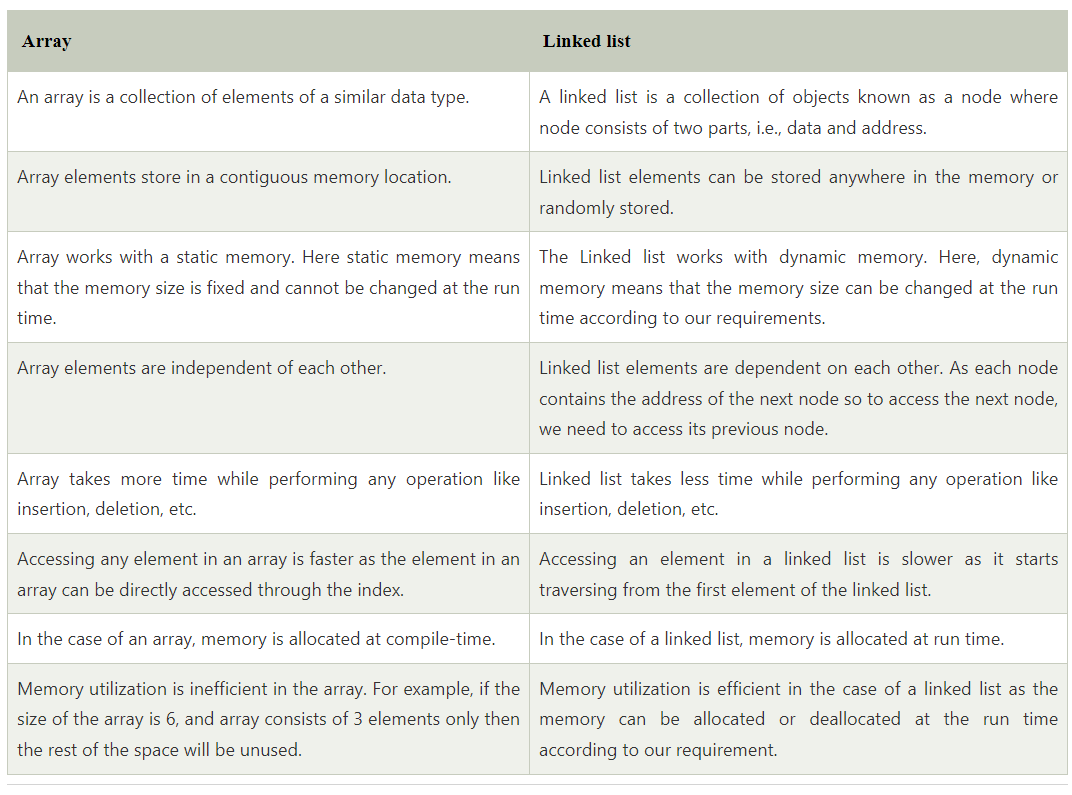 Array
Linked list
An array is a collection of elements of a similar data type.
A linked list is a collection of objects known as a node where
node consists of two parts, i.e., data and address.
Array elements store in a contiguous memory location.
Linked list elements can be stored anywhere in the memory or
randomly stored.
Array works with a static memory. Here static memory means
that the memory size is fixed and cannot be changed at the run
time.
The Linked list works with dynamic memory. Here, dynamic
memory means that the memory size can be changed at the run
time according to our requirements.
Array elements are independent of each other.
Linked list elements are dependent on each other. As each node
contains the address of the next node so to access the next node,
we need to access its previous node.
Array takes more time while performing any operation like
insertion, deletion, etc.
Linked list takes less time while performing any operation like
insertion, deletion, etc.
Accessing any element in an array is faster as the element in an
array can be directly accessed through the index.
Accessing an element in a linked list is slower as it starts
traversing from the first element of the linked list.
In the case of an array, memory is allocated at compile-time.
In the case of a linked list, memory is allocated at run time.
Memory utilization is inefficient in the array. For example, if the
size of the array is 6, and array consists of 3 elements only then
the rest of the space will be unused.
Memory utilization is efficient in the case of a linked list as the
memory can be allocated or deallocated at the run time
according to our requirement.